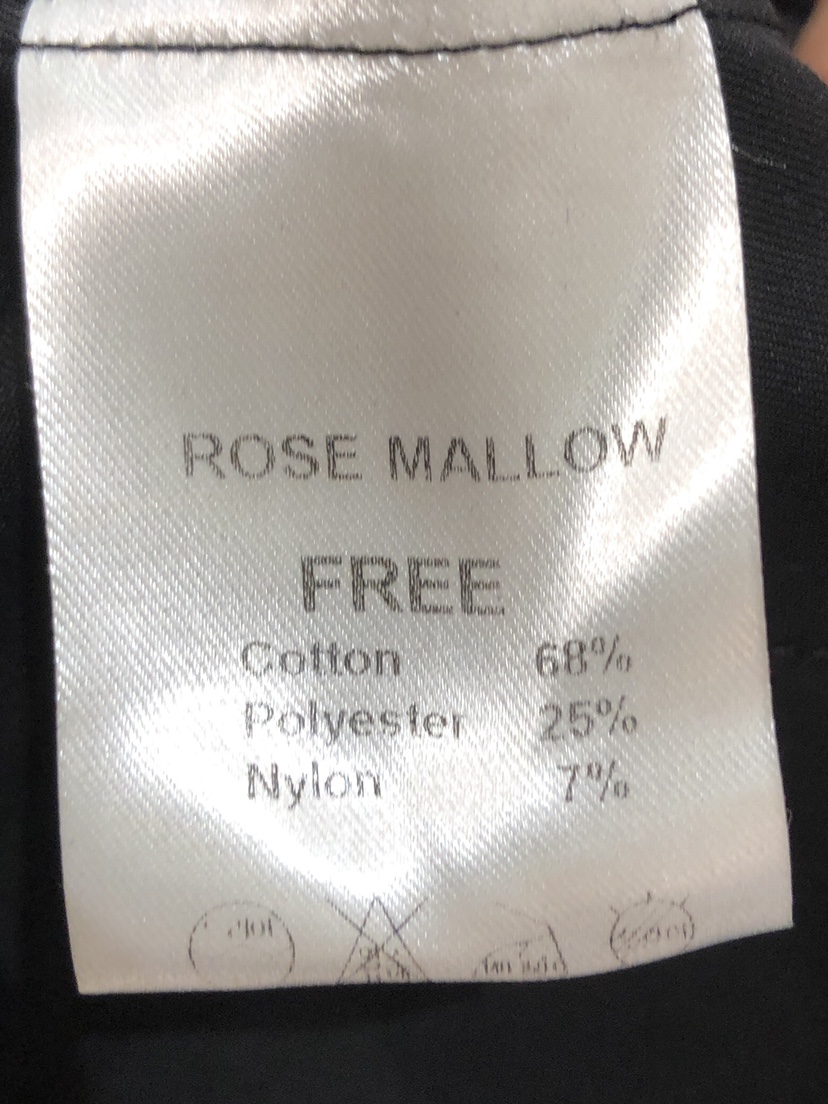 ROSE MALLOW
FREE
Cotton 68%
Polyester 25%
Nylon 7%